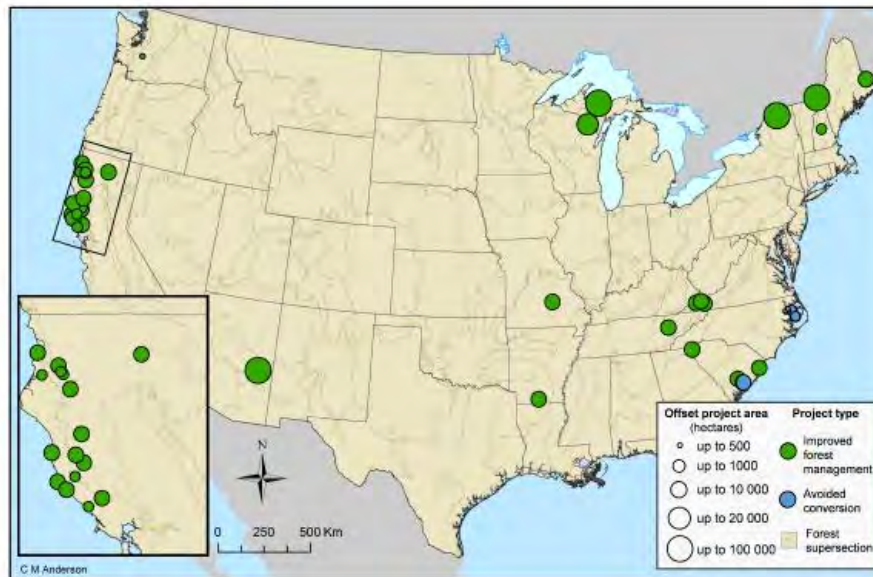 N
0 250 500 Km
C M Anderson
Offset project area
(hectares)
up to 500
up to 1000
up to 10 000
up to 20 000
up to 100 000
Project type
Improved
forest
management
Avoided
conversion
Forest
supersection